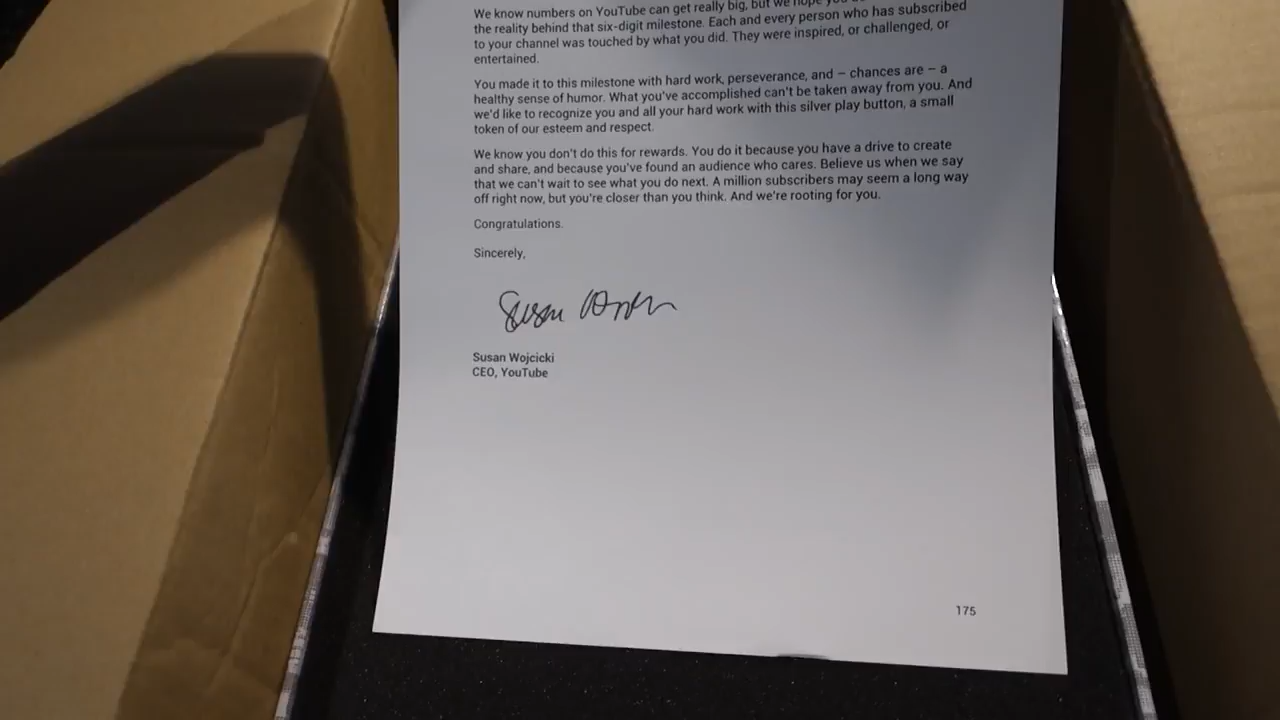 We know numbers on YouTube can get really big, but we hope you
the reality behind that six-digit milestone. Each and every person who has subscribed
to your channel was touched by what you did. They were inspired, or challenged, or
entertained.
You made it to this milestone with hard work, perseverance, and – chances are – a
healthy sense of humor. What you've accomplished can't be taken away from you. And
we'd like to recognize you and all your hard work with this silver play button, a small
token of our esteem and respect.
We know you don't do this for rewards. You do it because you have a drive to create
and share, and because you've found an audience who cares. Believe us when we say
that we can't wait to see what you do next. A million subscribers may seem a long way
off right now, but you're closer than you think. And we're rooting for you.
Congratulations.
Sincerely,
Susan Wojcicki
Susan Wojcicki
CEO, YouTube
175